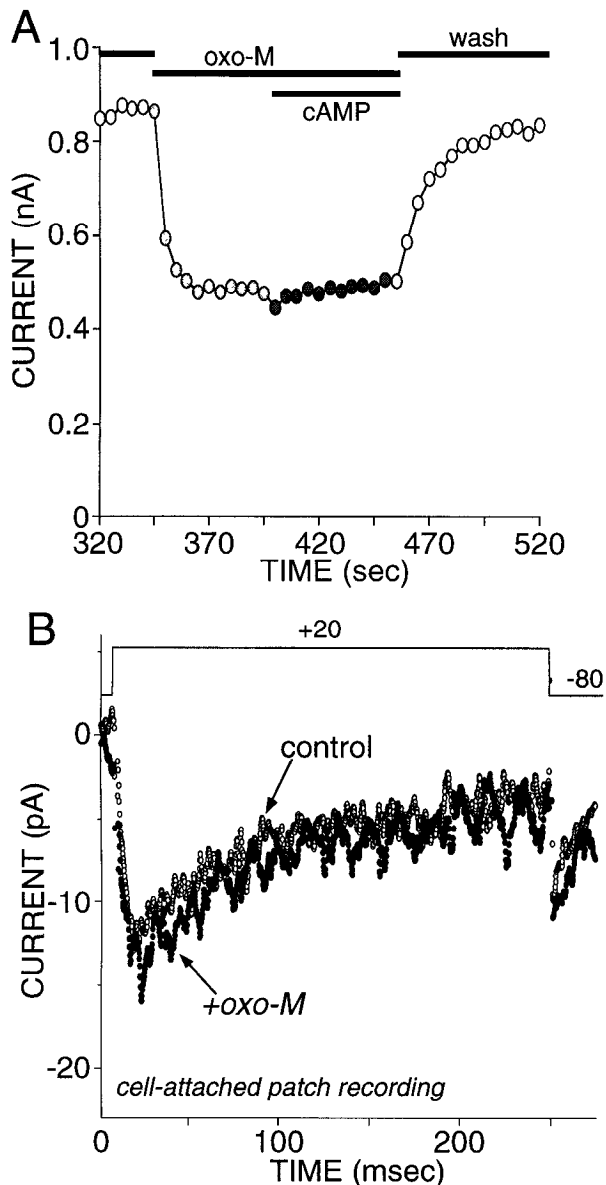 A
1.0
0.8
0.6
0.4
0.2
0
CURRENT (nA)
oxo-M
wash
cAMP
320 370 420 470 520
TIME (sec)
B
+20
-80
0
-10
-20
CURRENT (pA)
control
+oxo-M
cell-attached patch recording
0 100 200
TIME (msec)